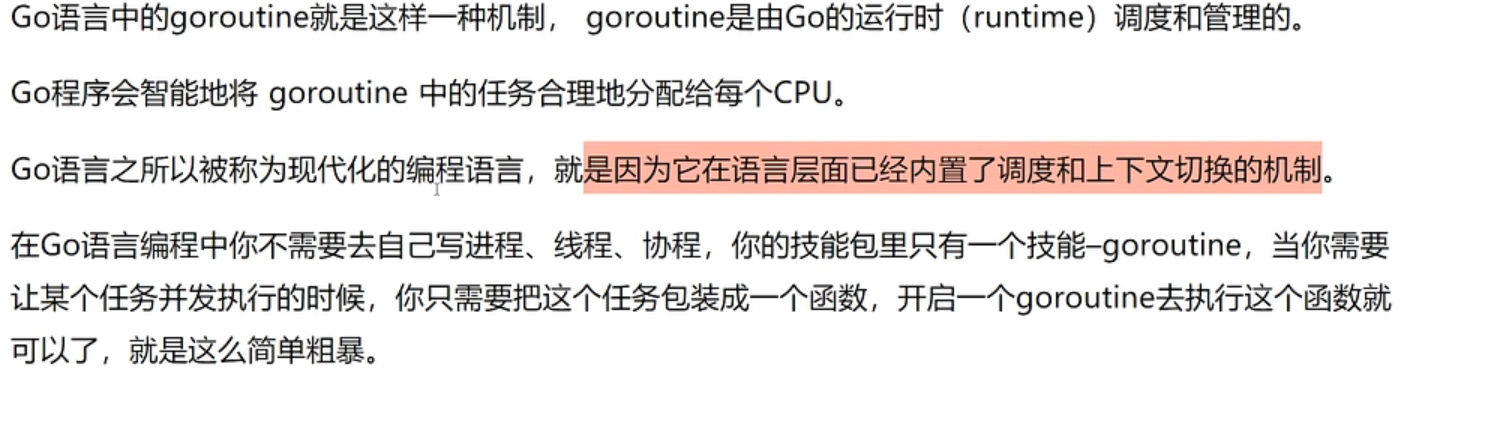 Go语言中的goroutine就是这样一种机制， goroutine是由Go的运行时（runtime）调度和管理的。
Go程序会智能地将 goroutine 中的任务合理地分配给每个CPU。
Go语言之所以被称为现代化的编程语言，就是因为它在语言层面已经内置了调度和上下文切换的机制。
在Go语言编程中你不需要去自己写进程、线程、协程，你的技能包里只有一个技能–goroutine，当你需要
让某个任务并发执行的时候，你只需要把这个任务包装成一个函数，开启一个goroutine去执行这个函数就
可以了，就是这么简单粗暴。